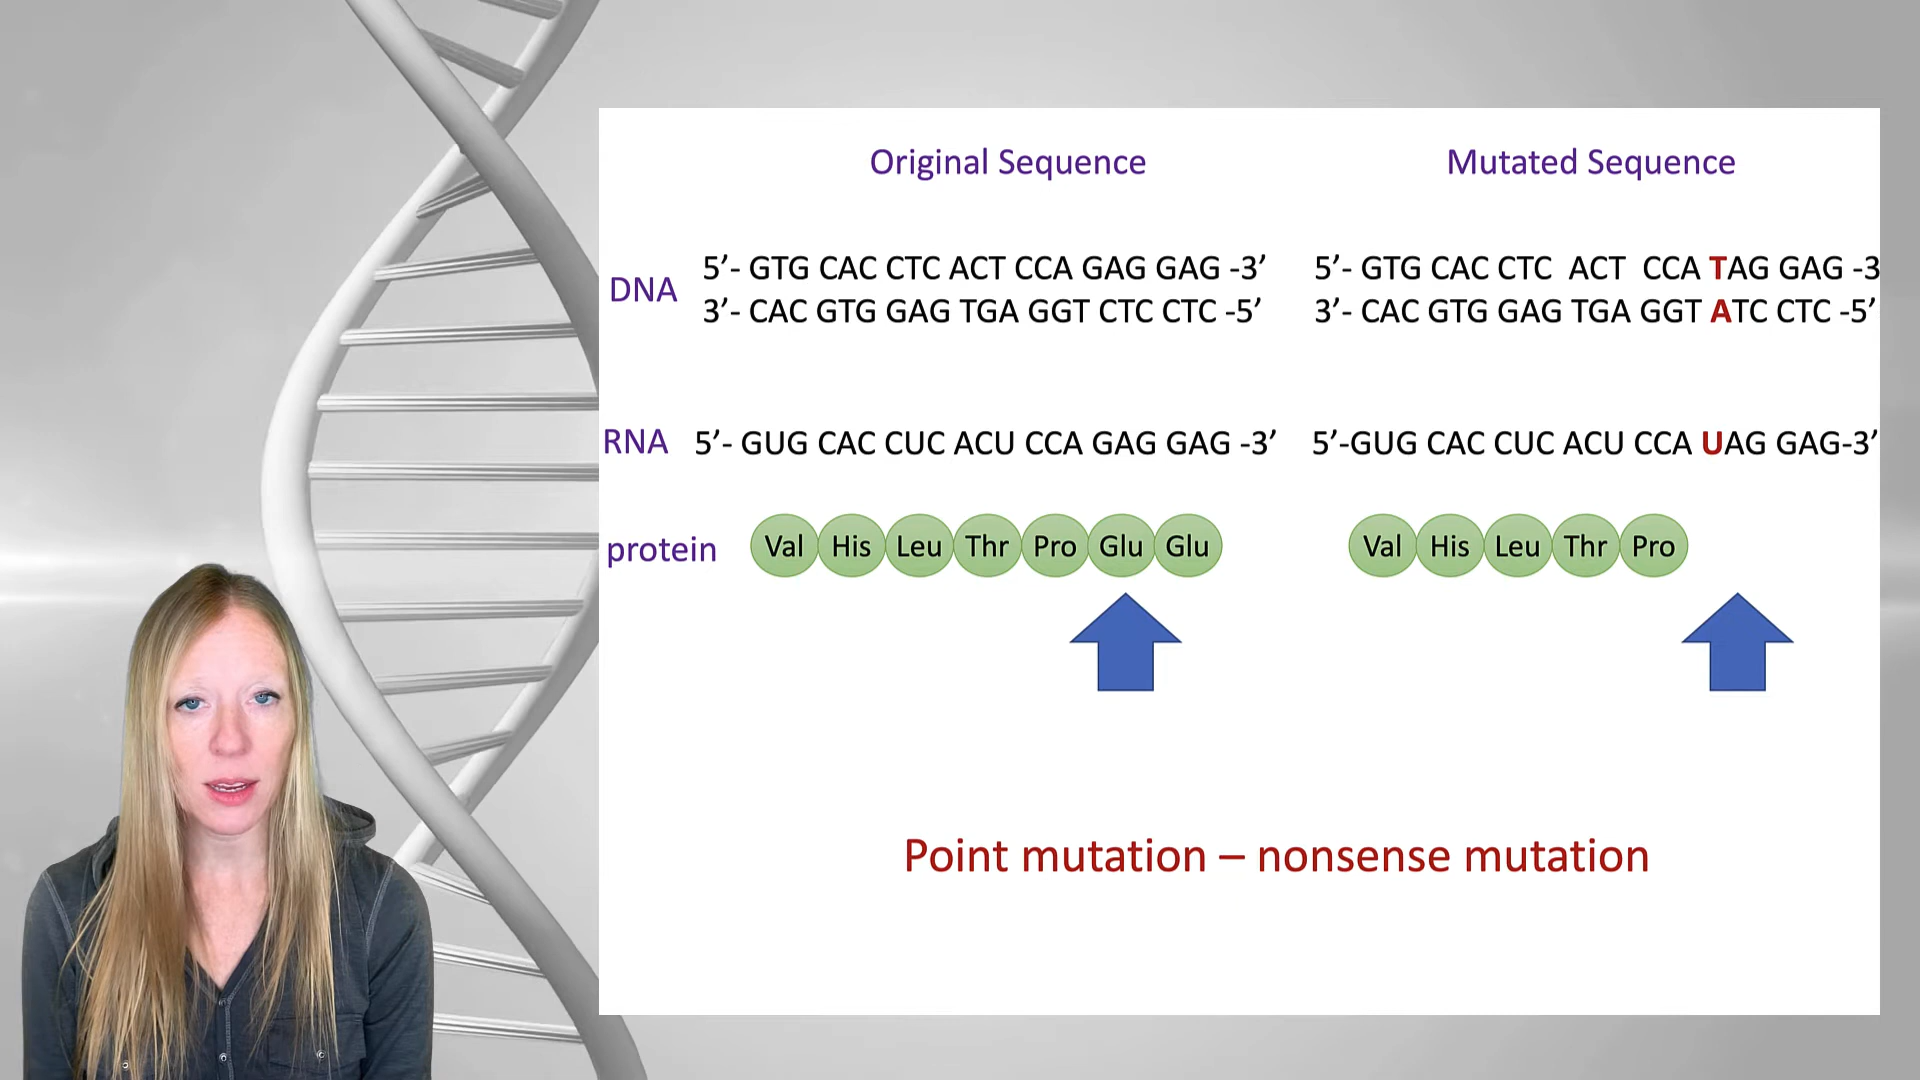 Original Sequence
Mutated Sequence
DNA
5’- GTG CAC CTC ACT CCA GAG GAG -3’
3’- CAC GTG GAG TGA GGT CTC CTC -5’
5’- GTG CAC CTC ACT CCA TAG GAG -3
3’- CAC GTG GAG TGA GGT ATC CTC -5’
RNA
5’- GUG CAC CUC ACU CCA GAG GAG -3’
5’-GUG CAC CUC ACU CCA UAG GAG-3’
protein
Val His Leu Thr Pro Glu Glu
Val His Leu Thr Pro
Point mutation – nonsense mutation